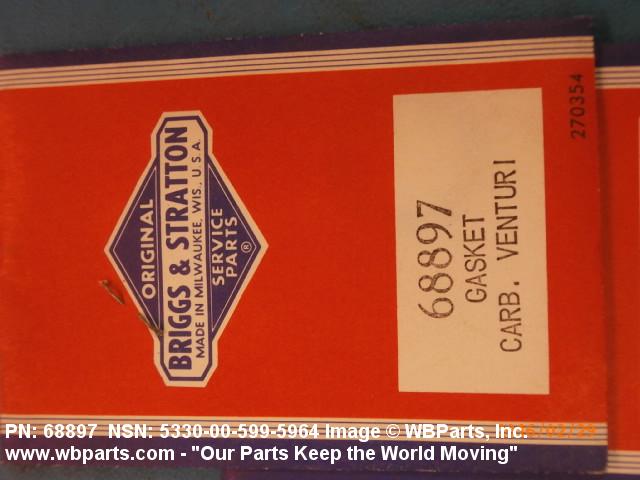 ORIGINAL
BRIGGS & STRATTON
MADE IN MILWAUKEE, WIS., U.S.A.
SERVICE
PARTS
®
68897
GASKET
CARB. VENTURI
270354
PN: 68897 NSN: 5330-00-599-5964 Image © WBParts, Inc.
www.wbparts.com - "Our Parts Keep the World Moving"